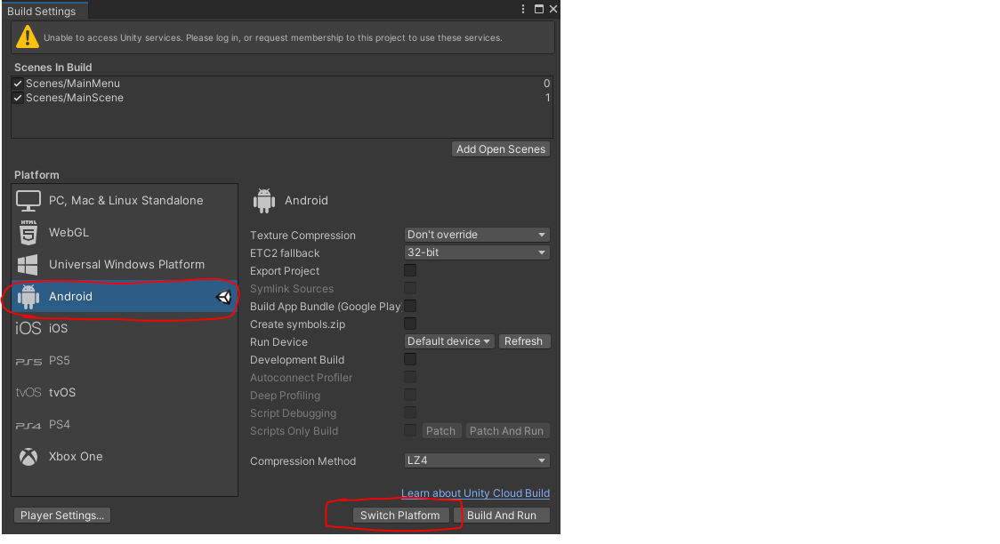 Build Settings
Unable to access Unity services. Please log in, or request membership to this project to use these services.
Scenes In Build
Scenes/MainMenu 0
Scenes/MainScene 1
Add Open Scenes
Platform
PC, Mac & Linux Standalone
HTML 5 WebGL
Universal Windows Platform
Android
iOS iOS
PS5 PS5
tvOS tvOS
PS4 PS4
Xbox One
Android
Texture Compression Don't override
ETC2 fallback 32-bit
Export Project
Symlink Sources
Build App Bundle (Google Play
Create symbols.zip
Run Device Default device Refresh
Development Build
Autoconnect Profiler
Deep Profiling
Script Debugging
Scripts Only Build Patch Patch And Run
Compression Method LZ4
Learn about Unity Cloud Build
Player Settings... Switch Platform Build And Run